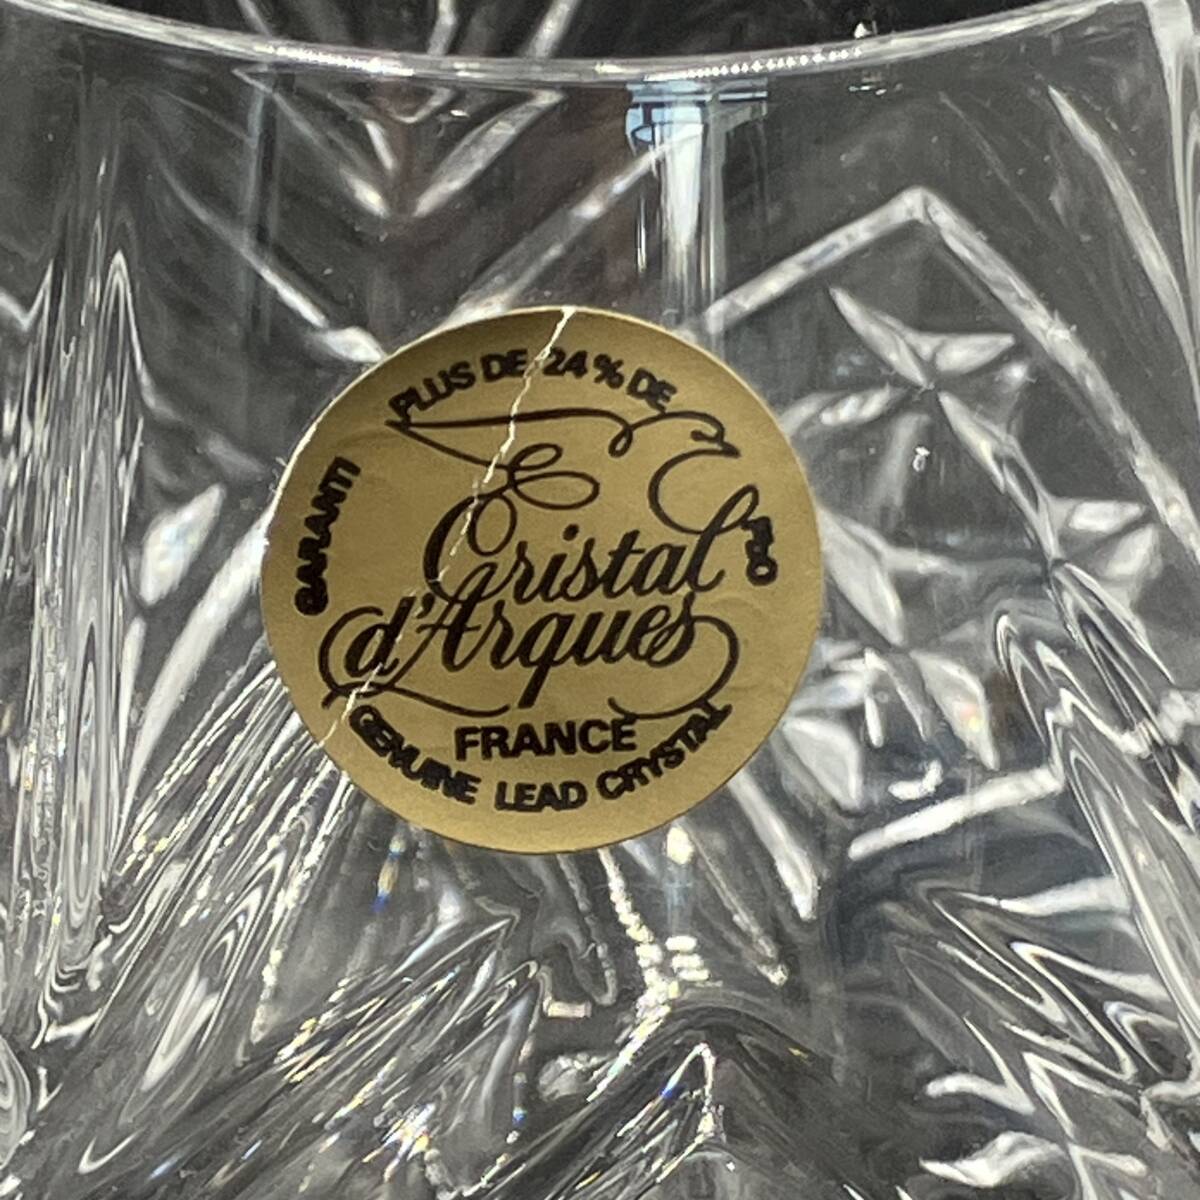 PLUS DE 24% DE
GARANTI
PbO
Cristal
d'Arques
FRANCE
GENUINE LEAD CRYSTAL